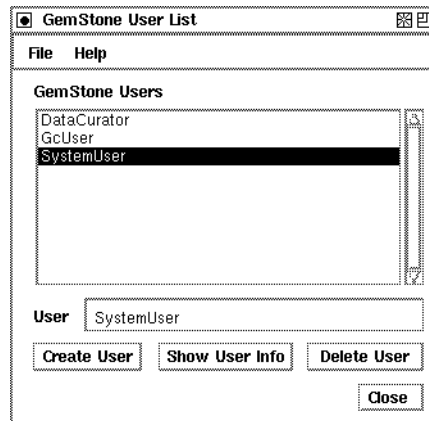 GemStone User List
File Help
GemStone Users
DataCurator
GcUser
SystemUser
User SystemUser
Create User Show User Info Delete User
Close